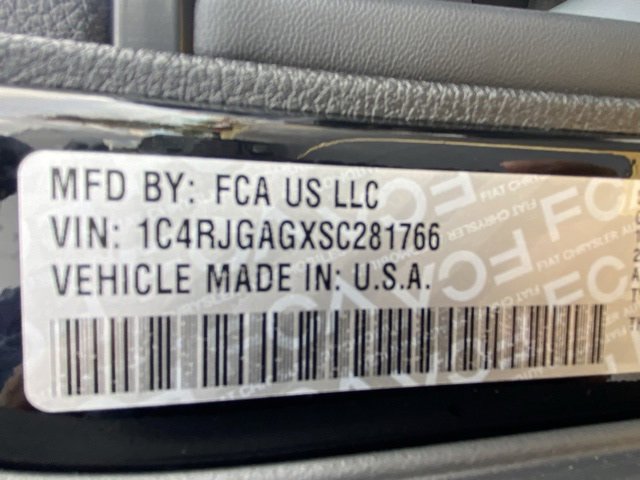 MFD BY: FCA US LLC
VIN: 1C4RJGAGXSC281766
VEHICLE MADE IN: U.S.A.